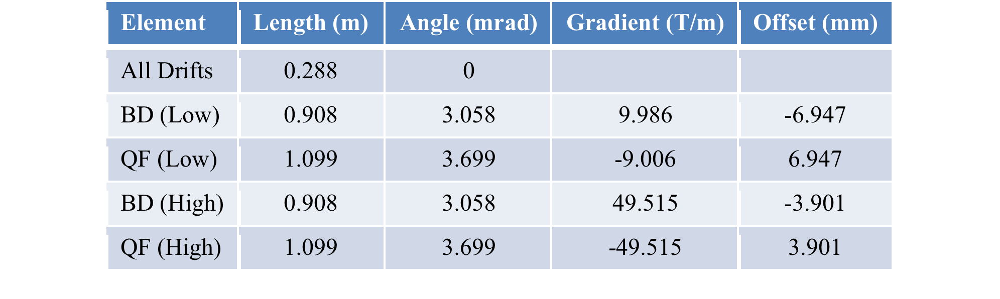 Element Length (m) Angle (mrad) Gradient (T/m) Offset (mm)
All Drifts 0.288 0
BD (Low) 0.908 3.058 9.986 -6.947
QF (Low) 1.099 3.699 -9.006 6.947
BD (High) 0.908 3.058 49.515 -3.901
QF (High) 1.099 3.699 -49.515 3.901